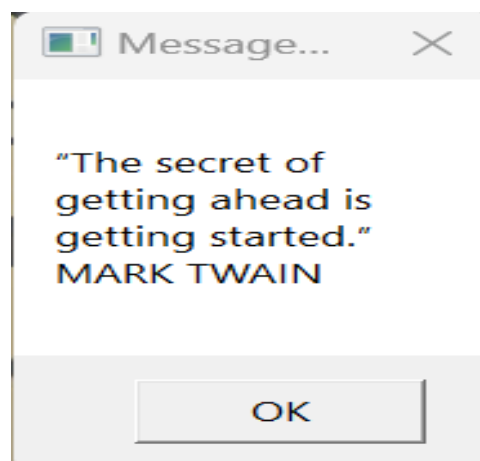 Message...
“The secret of
getting ahead is
getting started.”
MARK TWAIN
OK